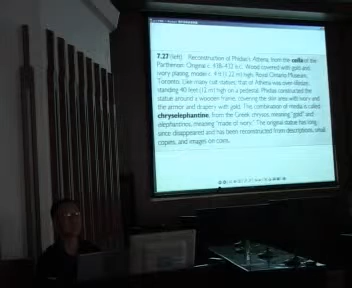 7.27 (left) Reconstruction of Phidias's Athena, from the cella of the
Parthenon. Original c. 438–432 B.C. Wood covered with gold and
ivory plating, model c. 4 ft (1.22 m) high. Royal Ontario Museum,
Toronto. Like many cult statues, that of Athena was over lifesize,
standing 40 feet (12 m) high on a pedestal. Phidias constructed the
statue around a wooden frame, covering the skin area with ivory and
the armor and drapery with gold. This combination of media is called
chryselephantine, from the Greek chrysos, meaning "gold" and
elephantinos, meaning "made of ivory." The original statue has long
since disappeared and has been reconstructed from descriptions, small
copies, and images on coins.